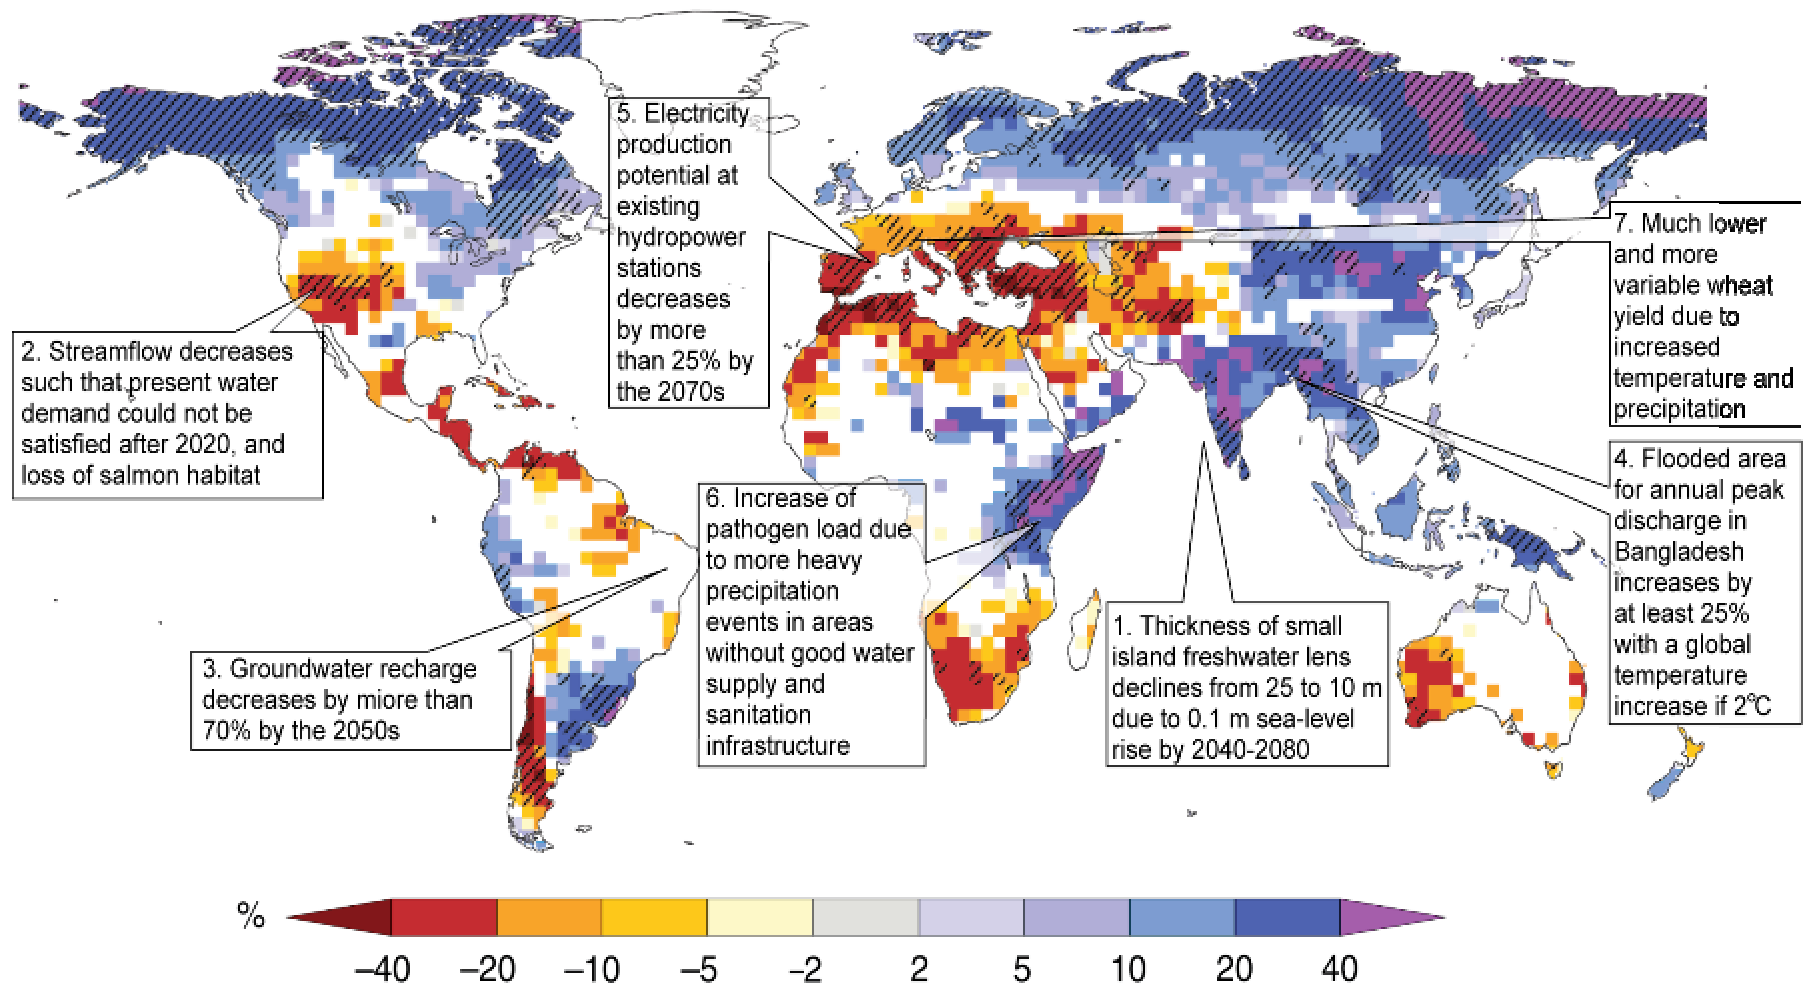 5. Electricity
production
potential at
existing
hydropower
stations
decreases
by more
than 25% by
the 2070s
7. Much lower
and more
variable wheat
yield due to
increased
temperature and
precipitation
2. Streamflow decreases
such that present water
demand could not be
satisfied after 2020, and
loss of salmon habitat
4. Flooded area
for annual peak
discharge in
Bangladesh
increases by
at least 25%
with a global
temperature
increase if 2°C
6. Increase of
pathogen load due
to more heavy
precipitation
events in areas
without good water
supply and
sanitation
infrastructure
1. Thickness of small
island freshwater lens
declines from 25 to 10 m
due to 0.1 m sea-level
rise by 2040-2080
3. Groundwater recharge
decreases by miore than
70% by the 2050s
%
–40 –20 –10 –5 -2 2 5 10 20 40